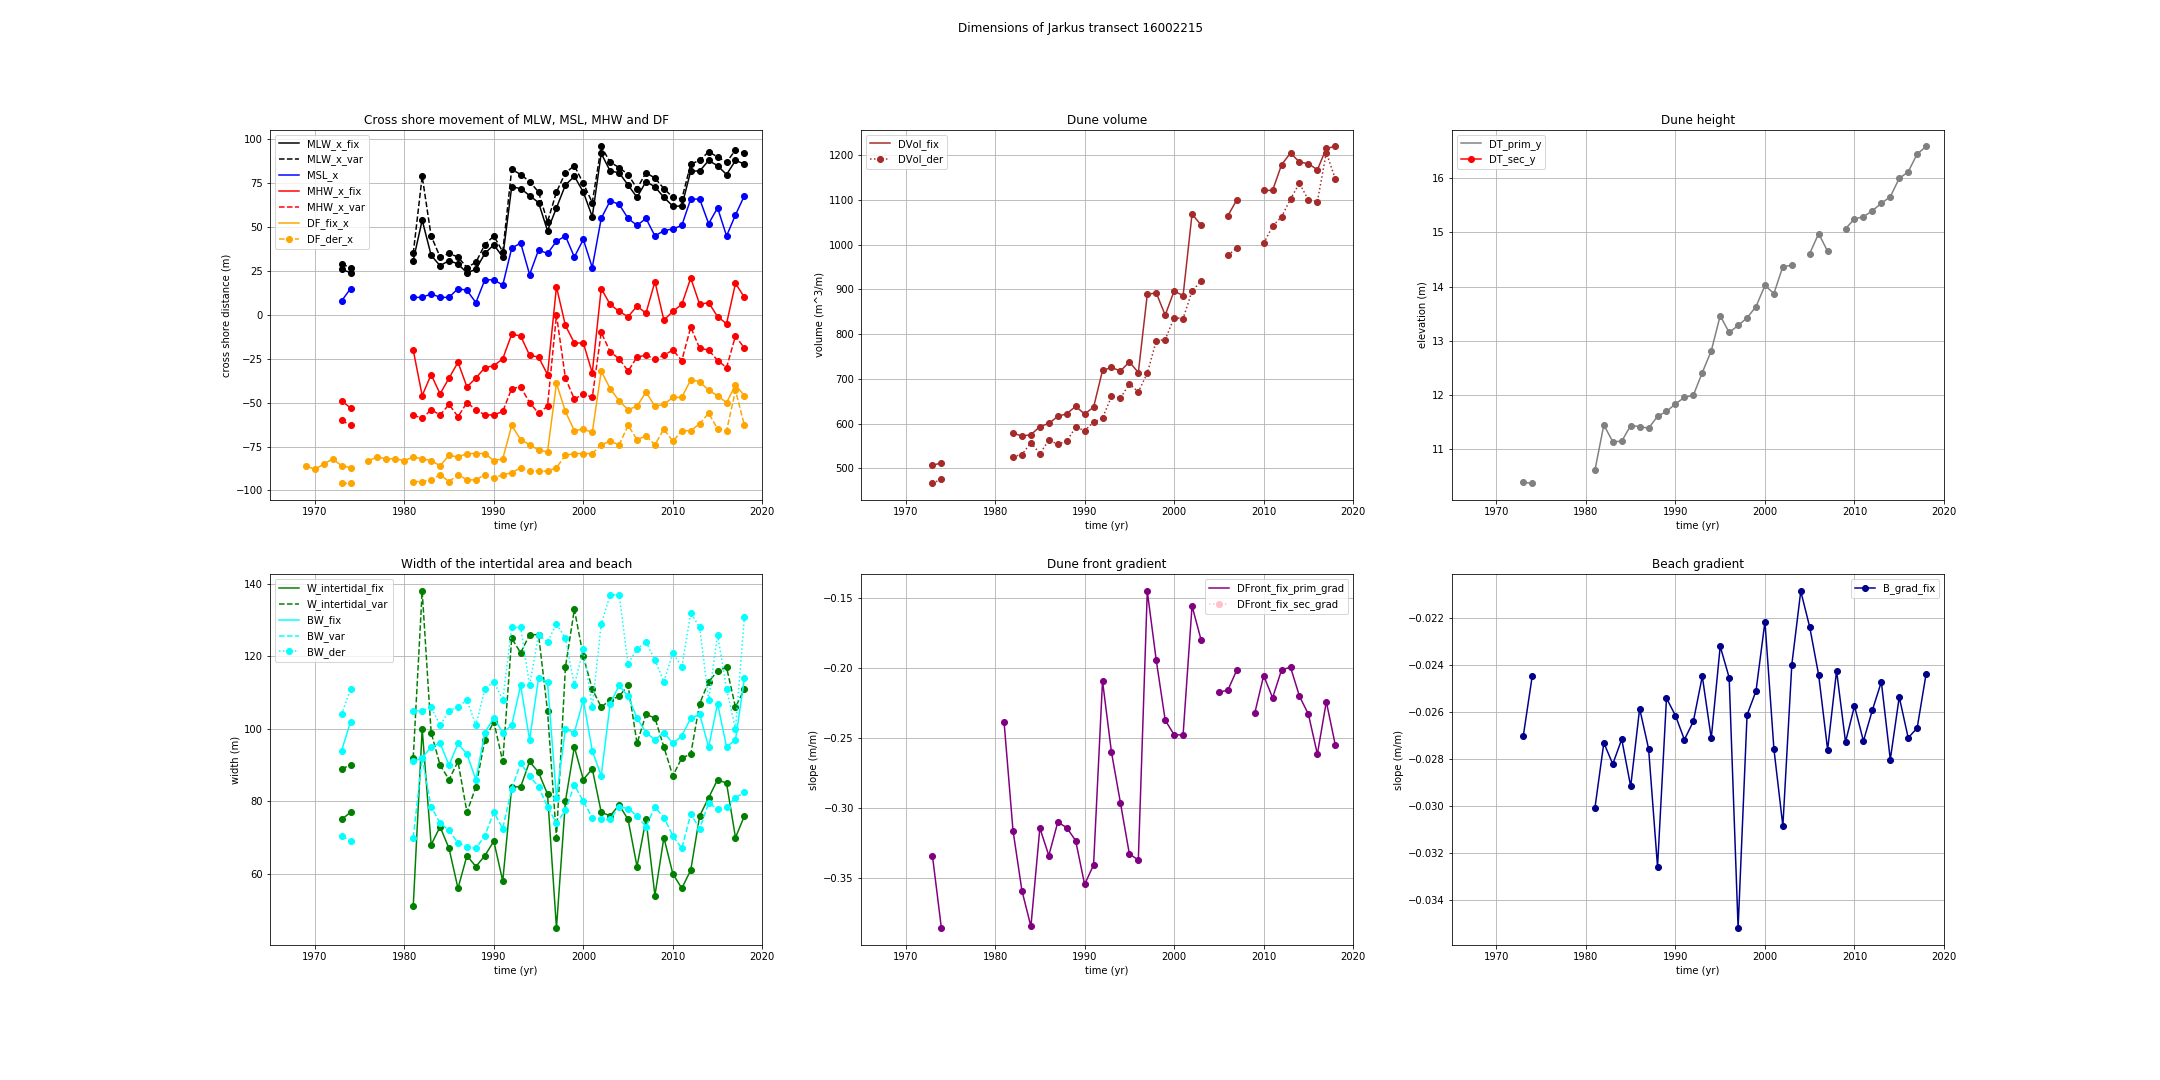 Dimensions of Jarkus transect 16002215
Cross shore movement of MLW, MSL, MHW and DF
cross shore distance (m)
100
75
50
25
0
−25
−50
−75
−100
MLW_x_fix
MLW_x_var
MSL_x
MHW_x_fix
MHW_x_var
DF_fix_x
DF_der_x
1970 1980 1990 2000 2010 2020
time (yr)
Dune volume
volume (m^3/m)
1200
1100
1000
900
800
700
600
500
DVol_fix
DVol_der
1970 1980 1990 2000 2010 2020
time (yr)
Dune height
elevation (m)
16
15
14
13
12
11
DT_prim_y
DT_sec_y
1970 1980 1990 2000 2010 2020
time (yr)
Width of the intertidal area and beach
width (m)
140
120
100
80
60
W_intertidal_fix
W_intertidal_var
BW_fix
BW_var
BW_der
1970 1980 1990 2000 2010 2020
time (yr)
Dune front gradient
slope (m/m)
−0.15
−0.20
−0.25
−0.30
−0.35
DFront_fix_prim_grad
DFront_fix_sec_grad
1970 1980 1990 2000 2010 2020
time (yr)
Beach gradient
slope (m/m)
−0.022
−0.024
−0.026
−0.028
−0.030
−0.032
−0.034
B_grad_fix
1970 1980 1990 2000 2010 2020
time (yr)